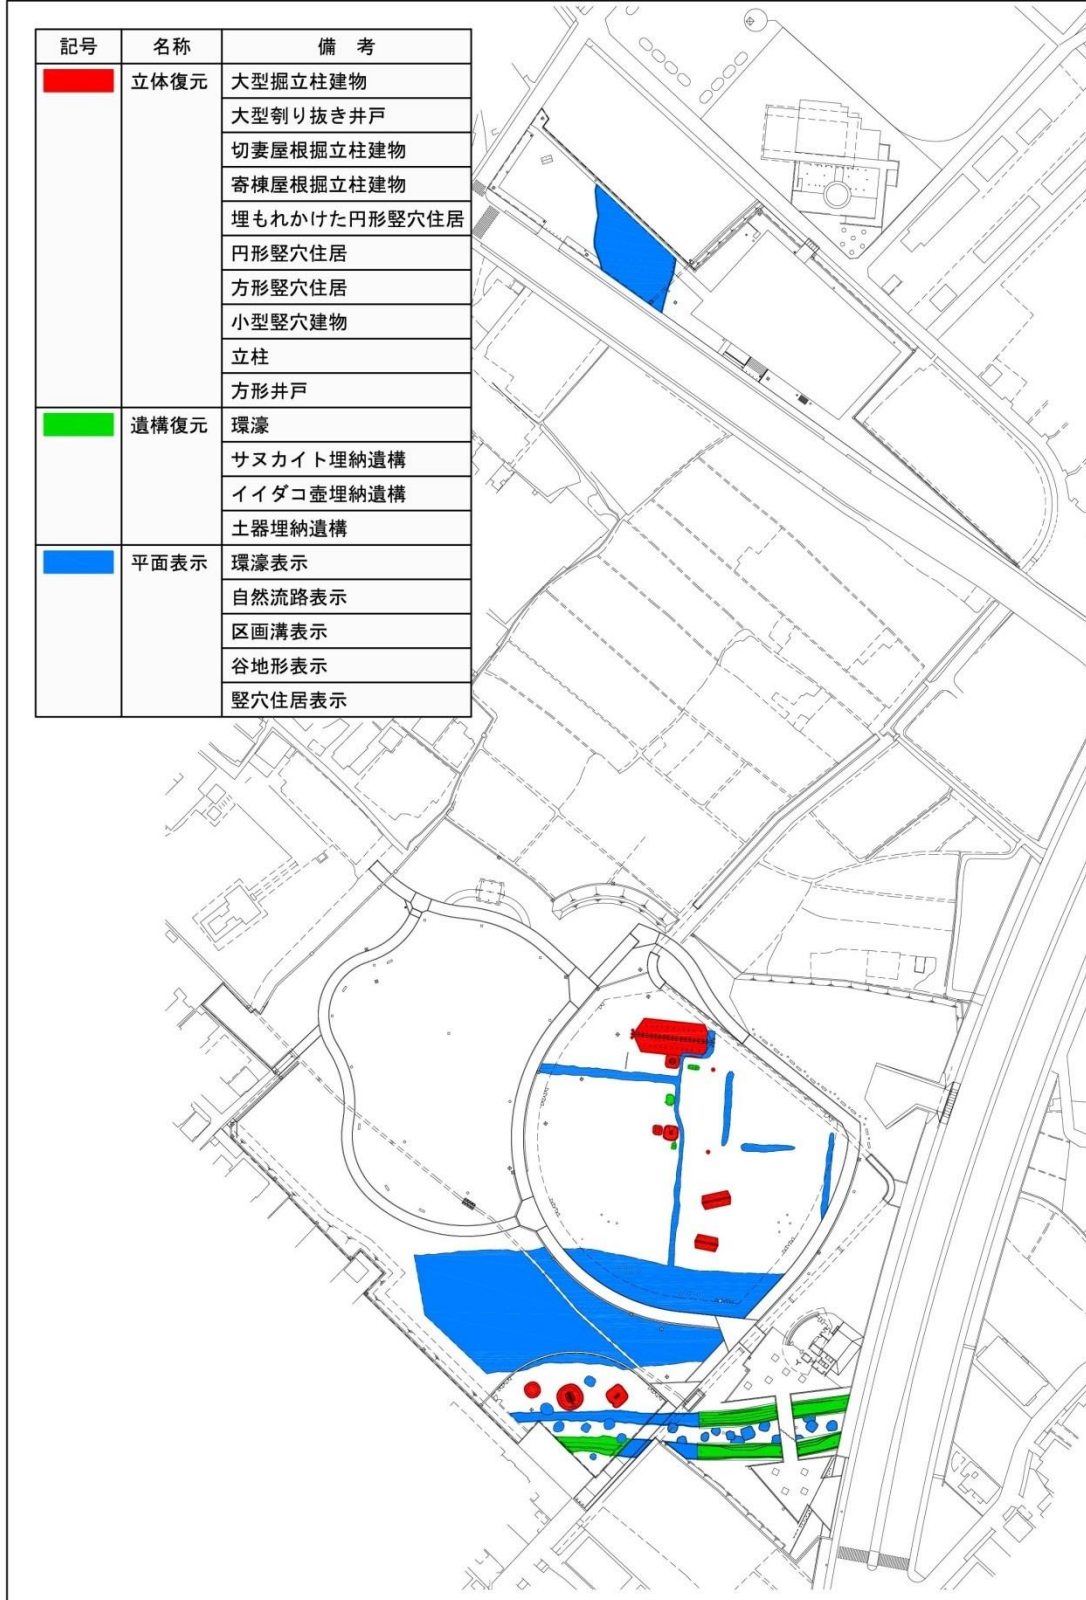 記号 名称 備 考
立体復元 大型掘立柱建物
大型刳り抜き井戸
切妻屋根掘立柱建物
寄棟屋根掘立柱建物
埋もれかけた円形竪穴住居
円形竪穴住居
方形竪穴住居
小型竪穴建物
立柱
方形井戸
遺構復元 環濠
サヌカイト埋納遺構
イイダコ壺埋納遺構
土器埋納遺構
平面表示 環濠表示
自然流路表示
区画溝表示
谷地形表示
竪穴住居表示